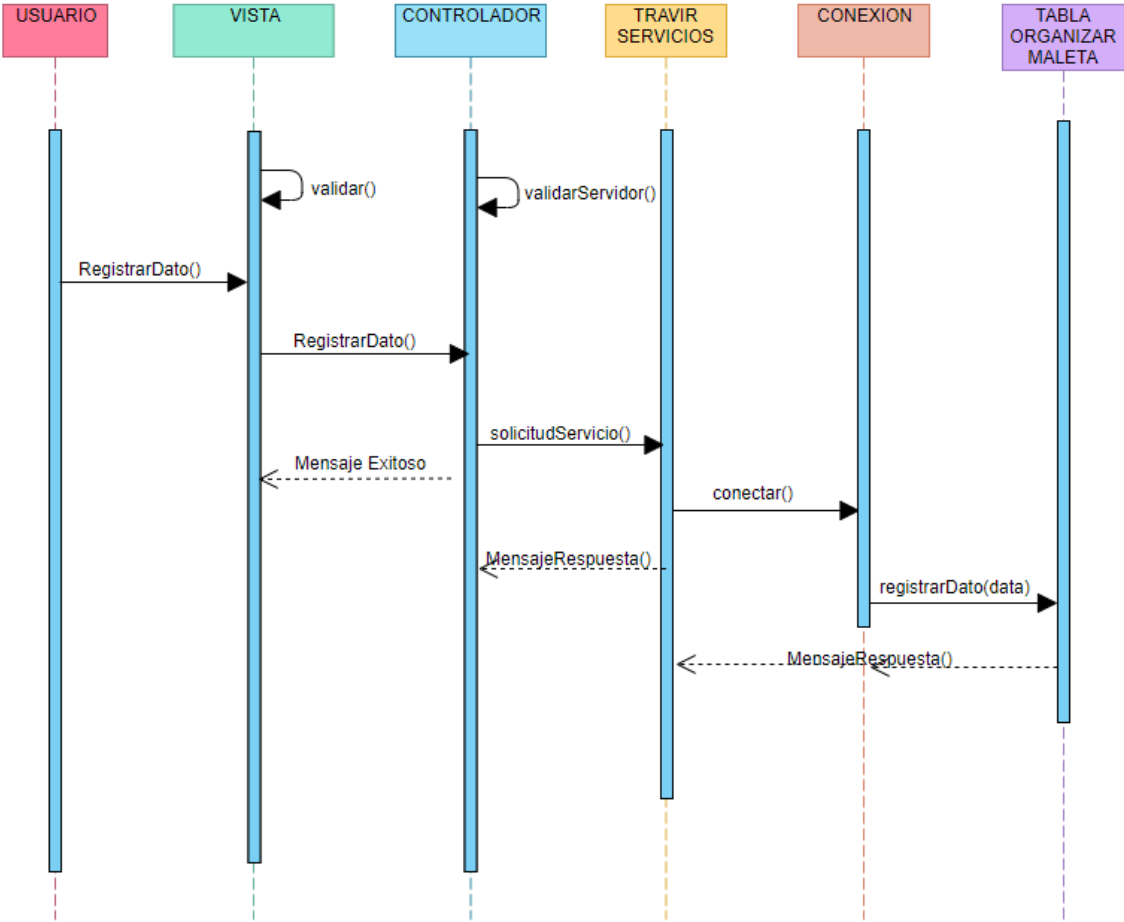 USUARIO
VISTA
CONTROLADOR
TRAVIR
SERVICIOS
CONEXION
TABLA
ORGANIZAR
MALETA
validar()
validarServidor()
RegistrarDato()
RegistrarDato()
solicitudServicio()
Mensaje Exitoso
conectar()
MensajeRespuesta()
registrarDato(data)
MensajeRespuesta()